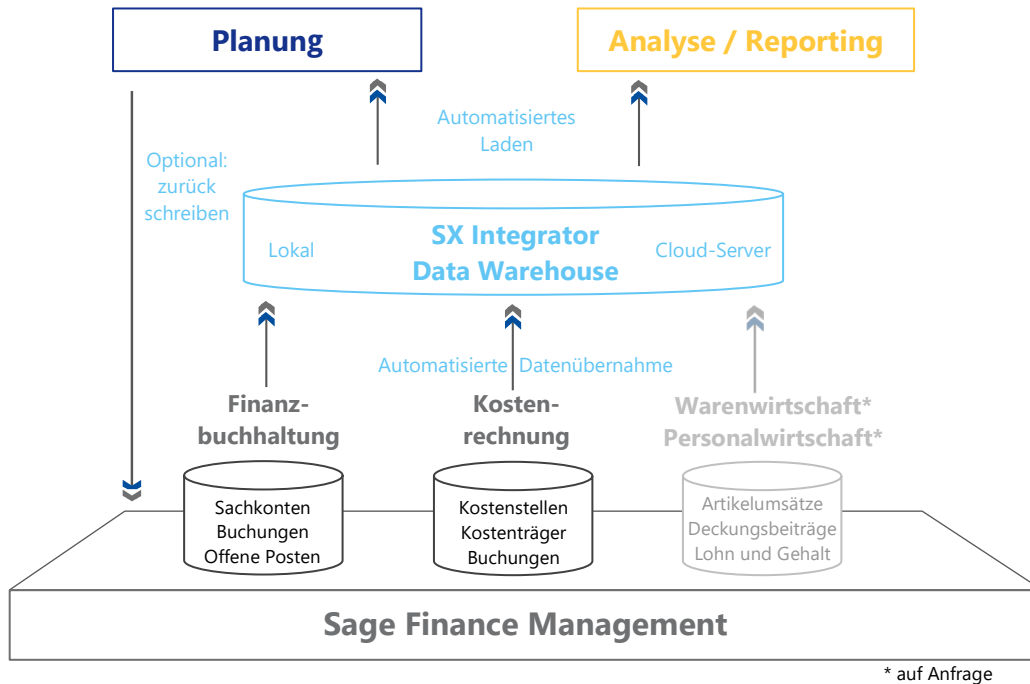 Planung
Analyse / Reporting
Automatisiertes
Laden
Optional:
zurück
schreiben
Lokal
SX Integrator
Data Warehouse
Cloud-Server
Automatisierte Datenübernahme
Finanz-
buchhaltung
Kosten-
rechnung
Warenwirtschaft*
Personalwirtschaft*
Sachkonten
Buchungen
Offene Posten
Kostenstellen
Kostenträger
Buchungen
Artikelumsätze
Deckungsbeiträge
Lohn und Gehalt
Sage Finance Management
* auf Anfrage